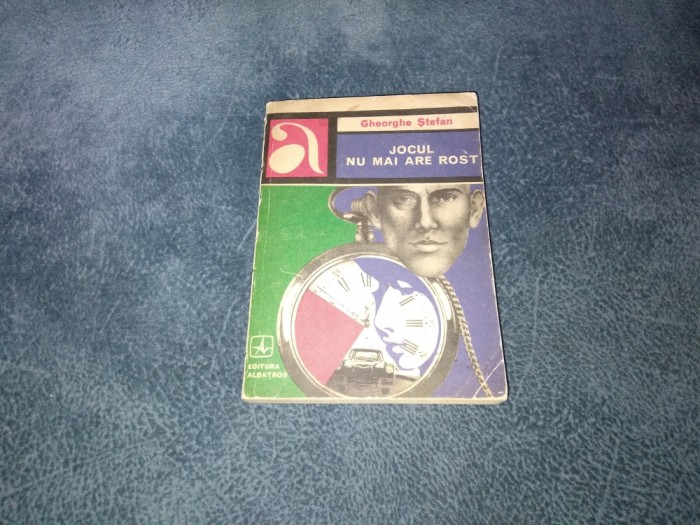 a
Gheorghe Ştefan
JOCUL
NU MAI ARE ROST
EDITURA
ALBATROS